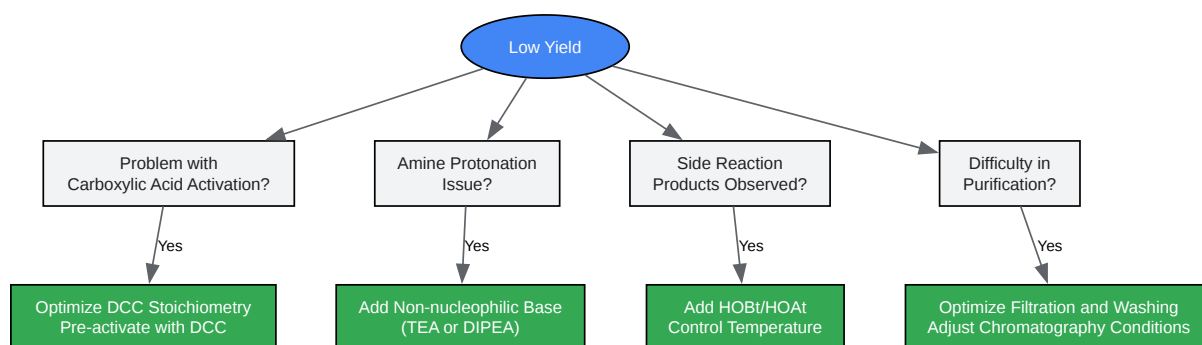 Low Yield
Problem with
Carboxylic Acid Activation?
Amine Protonation
Issue?
Side Reaction
Products Observed?
Difficulty in
Purification?
Yes
Yes
Yes
Yes
Optimize DCC Stoichiometry
Pre-activate with DCC
Add Non-nucleophilic Base
(TEA or DIPEA)
Add HOBt/HOAt
Control Temperature
Optimize Filtration and Washing
Adjust Chromatography Conditions